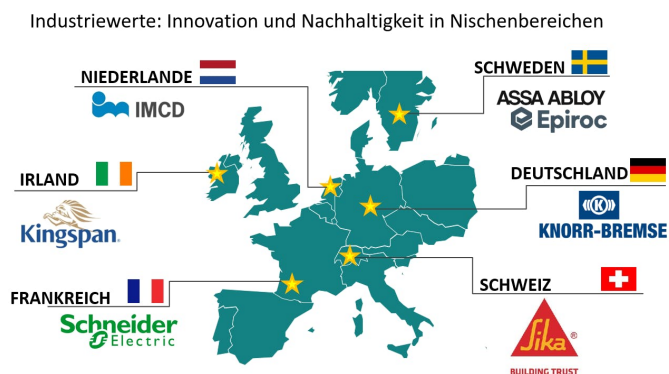 Industriewerte: Innovation und Nachhaltigkeit in Nischenbereichen
NIEDERLANDE
IMCD
SCHWEDEN
ASSA ABLOY
Epiroc
IRLAND
Kingspan®
DEUTSCHLAND
KNORR-BREMSE
FRANKREICH
Schneider
Electric
SCHWEIZ
Sika®
BUILDING TRUST